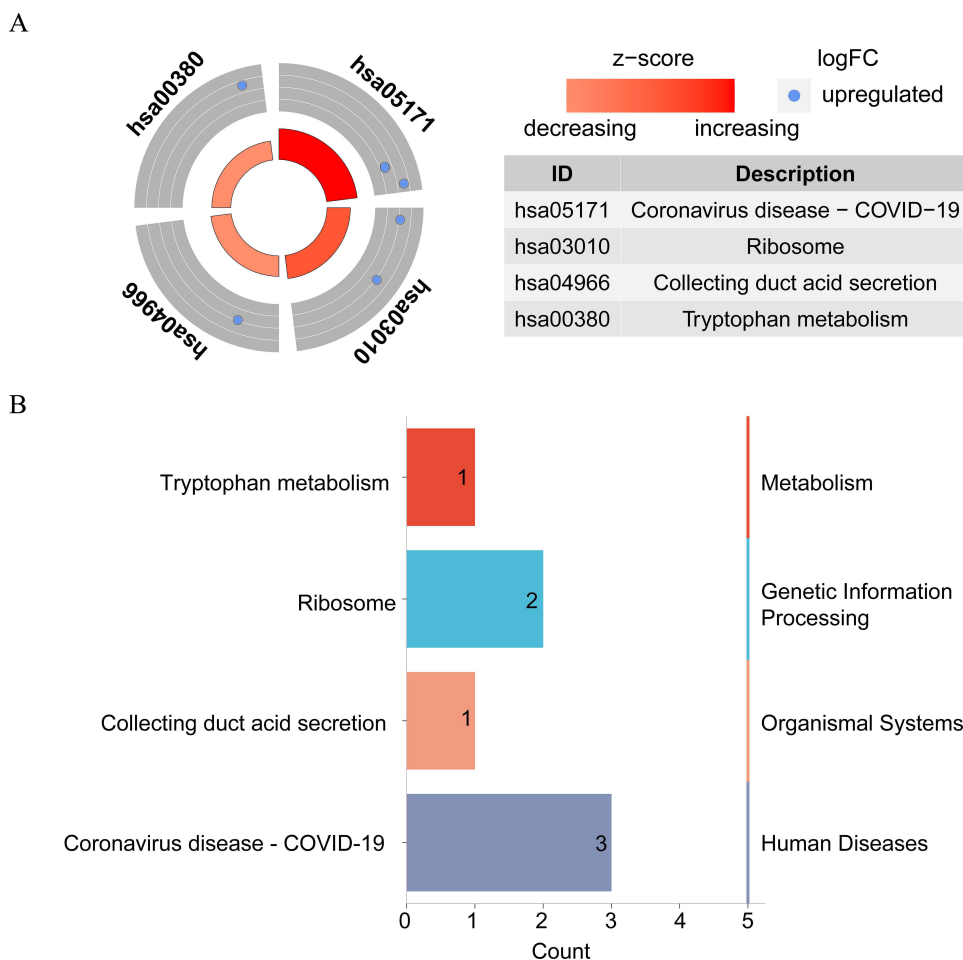 A
hsa00380
hsa05171
hsa04966
hsa03010
z-score
decreasing
increasing
logFC
upregulated
ID Description
hsa05171 Coronavirus disease − COVID−19
hsa03010 Ribosome
hsa04966 Collecting duct acid secretion
hsa00380 Tryptophan metabolism
B
Tryptophan metabolism
1
Metabolism
Ribosome
2
Genetic Information
Processing
Collecting duct acid secretion
1
Organismal Systems
Coronavirus disease - COVID-19
3
Human Diseases
0 1 2 3 4 5
Count